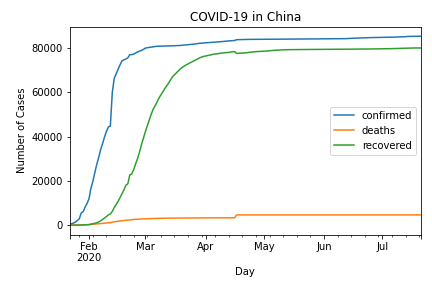 COVID-19 in China
Number of Cases
80000
60000
40000
20000
0
confirmed
deaths
recovered
Feb
2020
Mar
Apr
May
Jun
Jul
Day